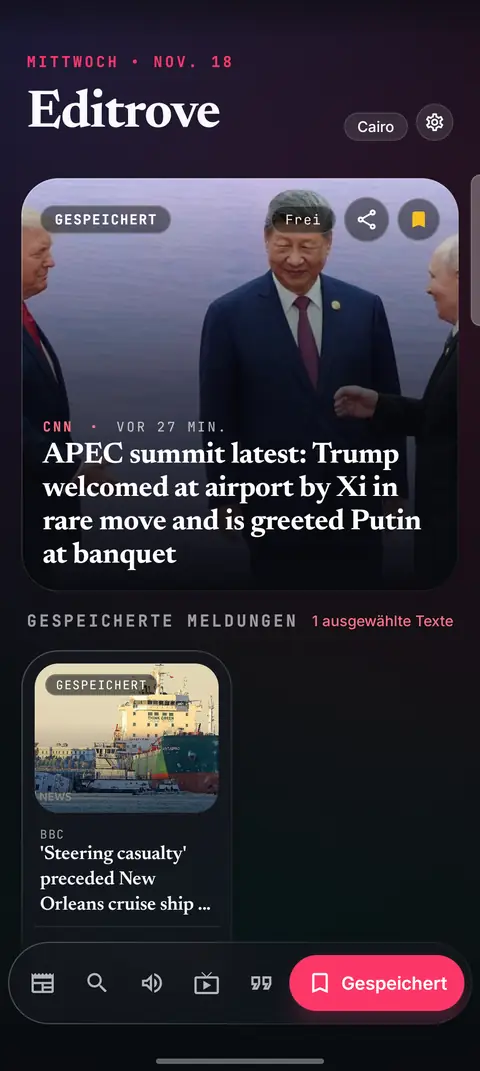 MITTWOCH • NOV. 18
Editrove
Cairo
GESPEICHERT
Frei
CNN • VOR 27 MIN.
APEC summit latest: Trump
welcomed at airport by Xi in
rare move and is greeted Putin
at banquet
GESPEICHERTE MELDUNGEN
1 ausgewählte Texte
GESPEICHERT
THINK GREEN
NEWS
BBC
'Steering casualty'
preceded New
Orleans cruise ship ...
Gespeichert